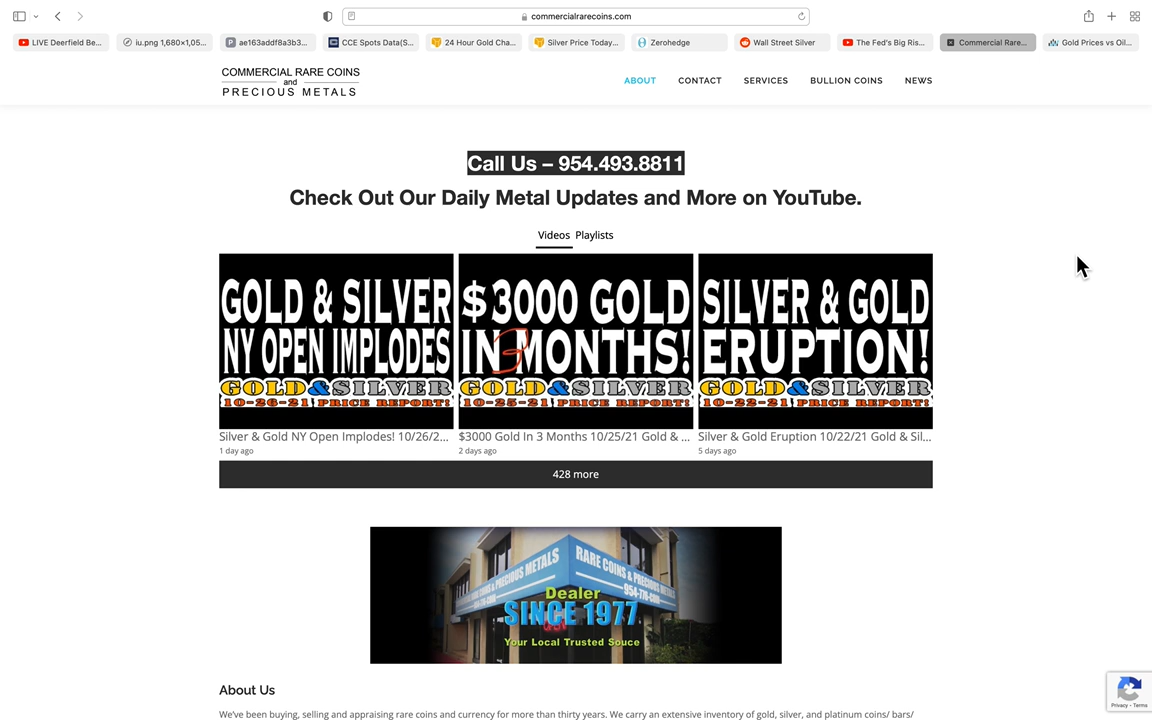 commercialrarecoins.com
LIVE Deerfield Be...
iu.png 1,680×1,05...
ae163addf8a3b3...
CCE Spots Data(S...
24 Hour Gold Cha...
Silver Price Today...
Zerohedge
Wall Street Silver
The Fed's Big Ris...
Commercial Rare...
Gold Prices vs Oil...
COMMERCIAL RARE COINS
and
PRECIOUS METALS
ABOUT CONTACT SERVICES BULLION COINS NEWS
Call Us – 954.493.8811
Check Out Our Daily Metal Updates and More on YouTube.
Videos Playlists
GOLD & SILVER
NY OPEN IMPLODES
GOLD&SILVER
10-26-21 PRICE REPORT!
$3000 GOLD
IN 3 MONTHS!
GOLD&SILVER
10-25-21 PRICE REPORT!
SILVER & GOLD
ERUPTION!
GOLD&SILVER
10-22-21 PRICE REPORT!
Silver & Gold NY Open Implodes! 10/26/2...
1 day ago
$3000 Gold In 3 Months 10/25/21 Gold & ...
2 days ago
Silver & Gold Eruption 10/22/21 Gold & Sil...
5 days ago
428 more
RARE COINS & PRECIOUS METALS
Dealer
SINCE 1977
Your Local Trusted Souce
About Us
We've been buying, selling and appraising rare coins and currency for more than thirty years. We carry an extensive inventory of gold, silver, and platinum coins/ bars/
Privacy - Terms